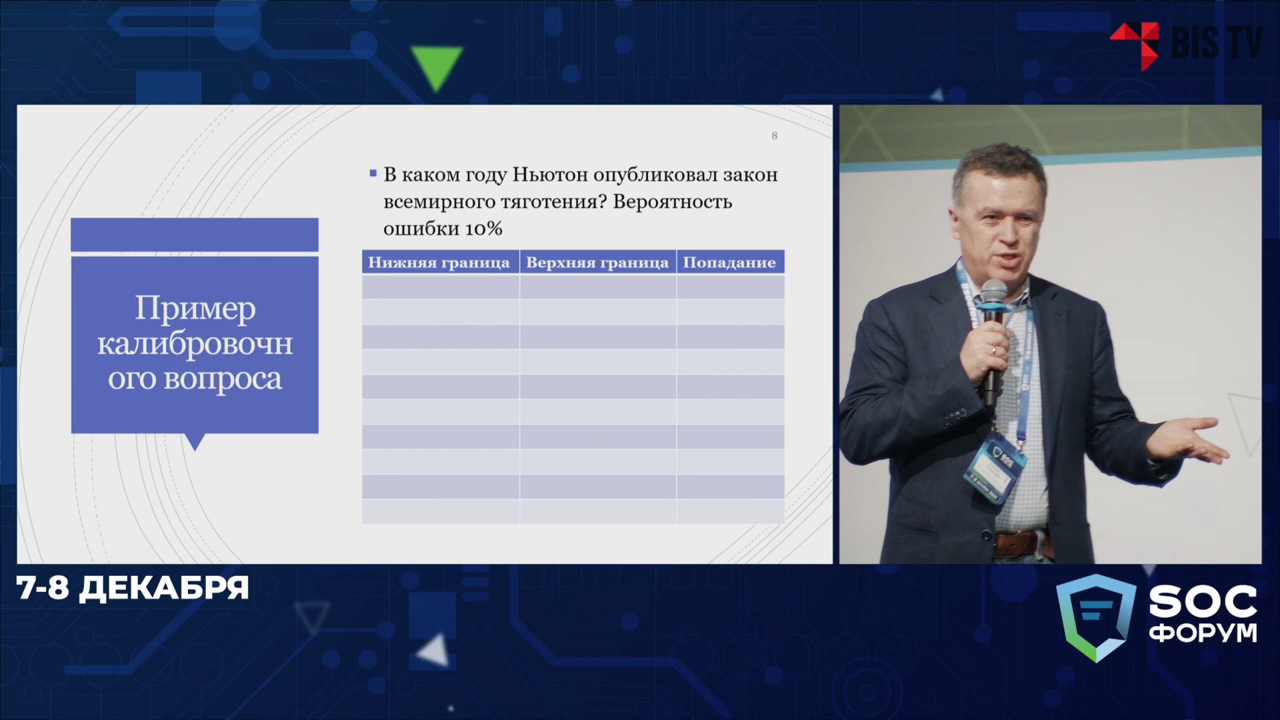 BIS TV
8
В каком году Ньютон опубликовал закон
всемирного тяготения? Вероятность
ошибки 10%
Нижняя граница Верхняя граница Попадание
Пример
калибровочн
ого вопроса
7-8 ДЕКАБРЯ
SOC
ФОРУМ